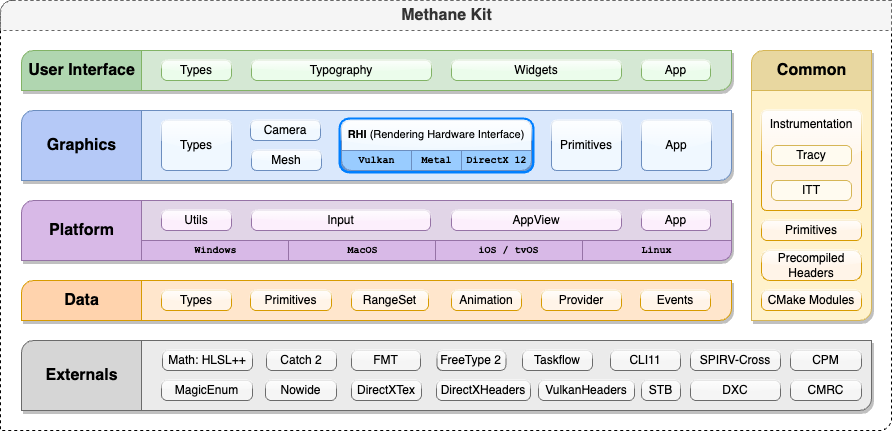 Methane Kit
User Interface
Types
Typography
Widgets
App
Graphics
Types
Camera
Mesh
RHI (Rendering Hardware Interface)
Vulkan
Metal
DirectX 12
Primitives
App
Platform
Utils
Input
AppView
App
Windows
MacOS
iOS / tvOS
Linux
Data
Types
Primitives
RangeSet
Animation
Provider
Events
Common
Instrumentation
Tracy
ITT
Primitives
Precompiled
Headers
CMake Modules
Externals
Math: HLSL++
Catch 2
FMT
FreeType 2
Taskflow
CLI11
SPIRV-Cross
CPM
MagicEnum
Nowide
DirectXTex
DirectXHeaders
VulkanHeaders
STB
DXC
CMRC